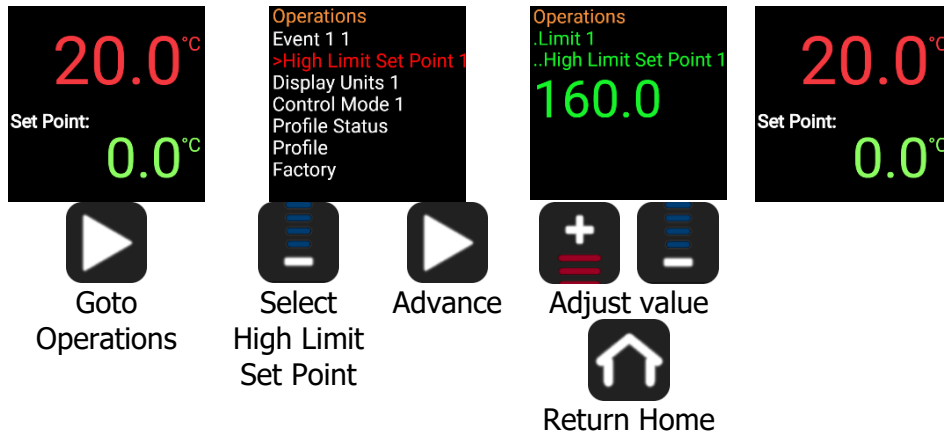 20.0°C
Set Point:
0.0°C
Operations
Event 1 1
>High Limit Set Point 1
Display Units 1
Control Mode 1
Profile Status
Profile
Factory
Operations
.Limit 1
..High Limit Set Point 1
160.0
20.0°C
Set Point:
0.0°C
Goto
Operations
Select
High Limit
Set Point
Advance
Adjust value
Return Home